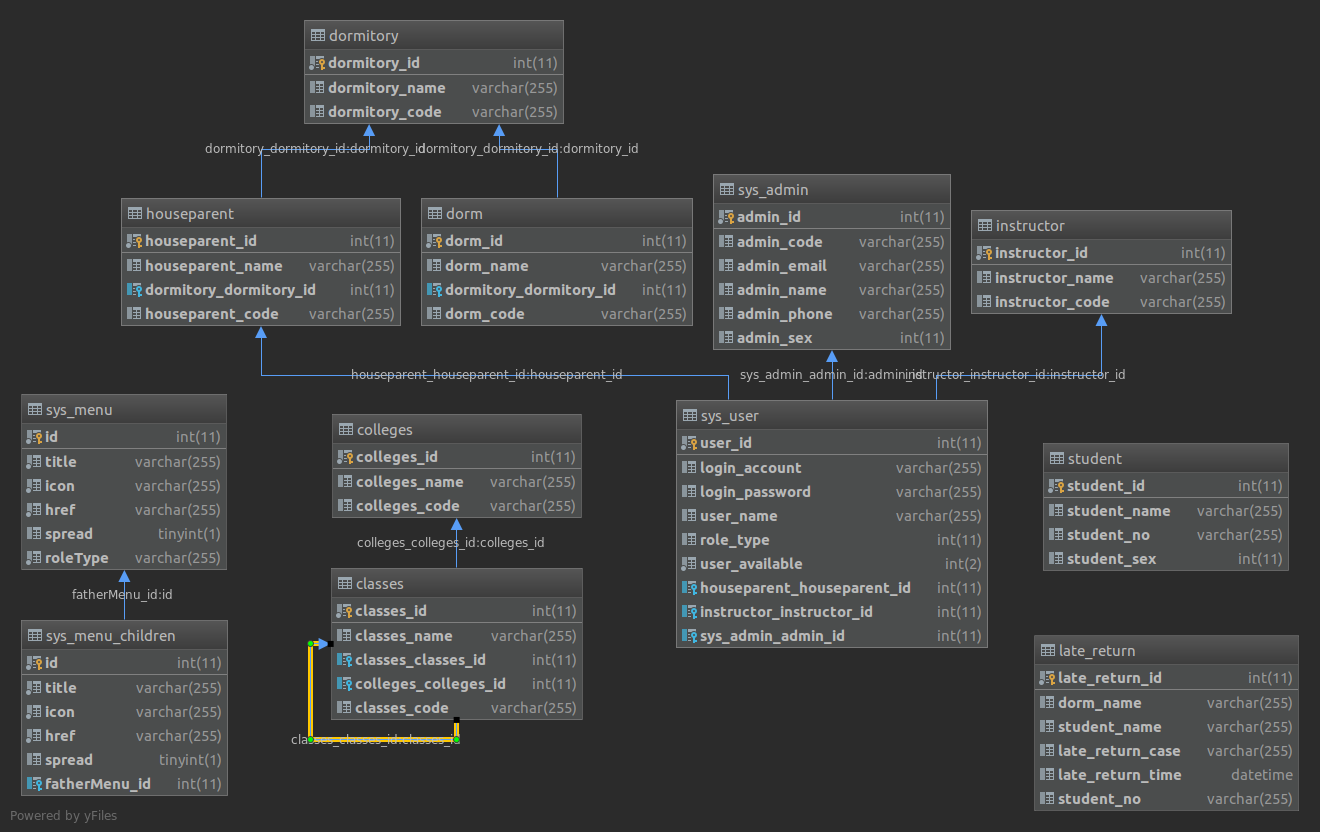 dormitory
dormitory_id int(11)
dormitory_name varchar(255)
dormitory_code varchar(255)
dormitory_dormitory_id:dormitory_id
dormitory_dormitory_id:dormitory_id
houseparent
houseparent_id int(11)
houseparent_name varchar(255)
dormitory_dormitory_id int(11)
houseparent_code varchar(255)
dorm
dorm_id int(11)
dorm_name varchar(255)
dormitory_dormitory_id int(11)
dorm_code varchar(255)
sys_admin
admin_id int(11)
admin_code varchar(255)
admin_email varchar(255)
admin_name varchar(255)
admin_phone varchar(255)
admin_sex int(11)
instructor
instructor_id int(11)
instructor_name varchar(255)
instructor_code varchar(255)
houseparent_houseparent_id:houseparent_id
sys_admin_admin_id:admin_id
instructor_instructor_id:instructor_id
sys_menu
id int(11)
title varchar(255)
icon varchar(255)
href varchar(255)
spread tinyint(1)
roleType varchar(255)
fatherMenu_id:id
sys_menu_children
id int(11)
title varchar(255)
icon varchar(255)
href varchar(255)
spread tinyint(1)
fatherMenu_id int(11)
colleges
colleges_id int(11)
colleges_name varchar(255)
colleges_code varchar(255)
colleges_colleges_id:colleges_id
classes
classes_id int(11)
classes_name varchar(255)
classes_classes_id int(11)
colleges_colleges_id int(11)
classes_code varchar(255)
classes_classes_id:classes_id
sys_user
user_id int(11)
login_account varchar(255)
login_password varchar(255)
user_name varchar(255)
role_type int(11)
user_available int(2)
houseparent_houseparent_id int(11)
instructor_instructor_id int(11)
sys_admin_admin_id int(11)
student
student_id int(11)
student_name varchar(255)
student_no varchar(255)
student_sex int(11)
late_return
late_return_id int(11)
dorm_name varchar(255)
student_name varchar(255)
late_return_case varchar(255)
late_return_time datetime
student_no varchar(255)
Powered by yFiles